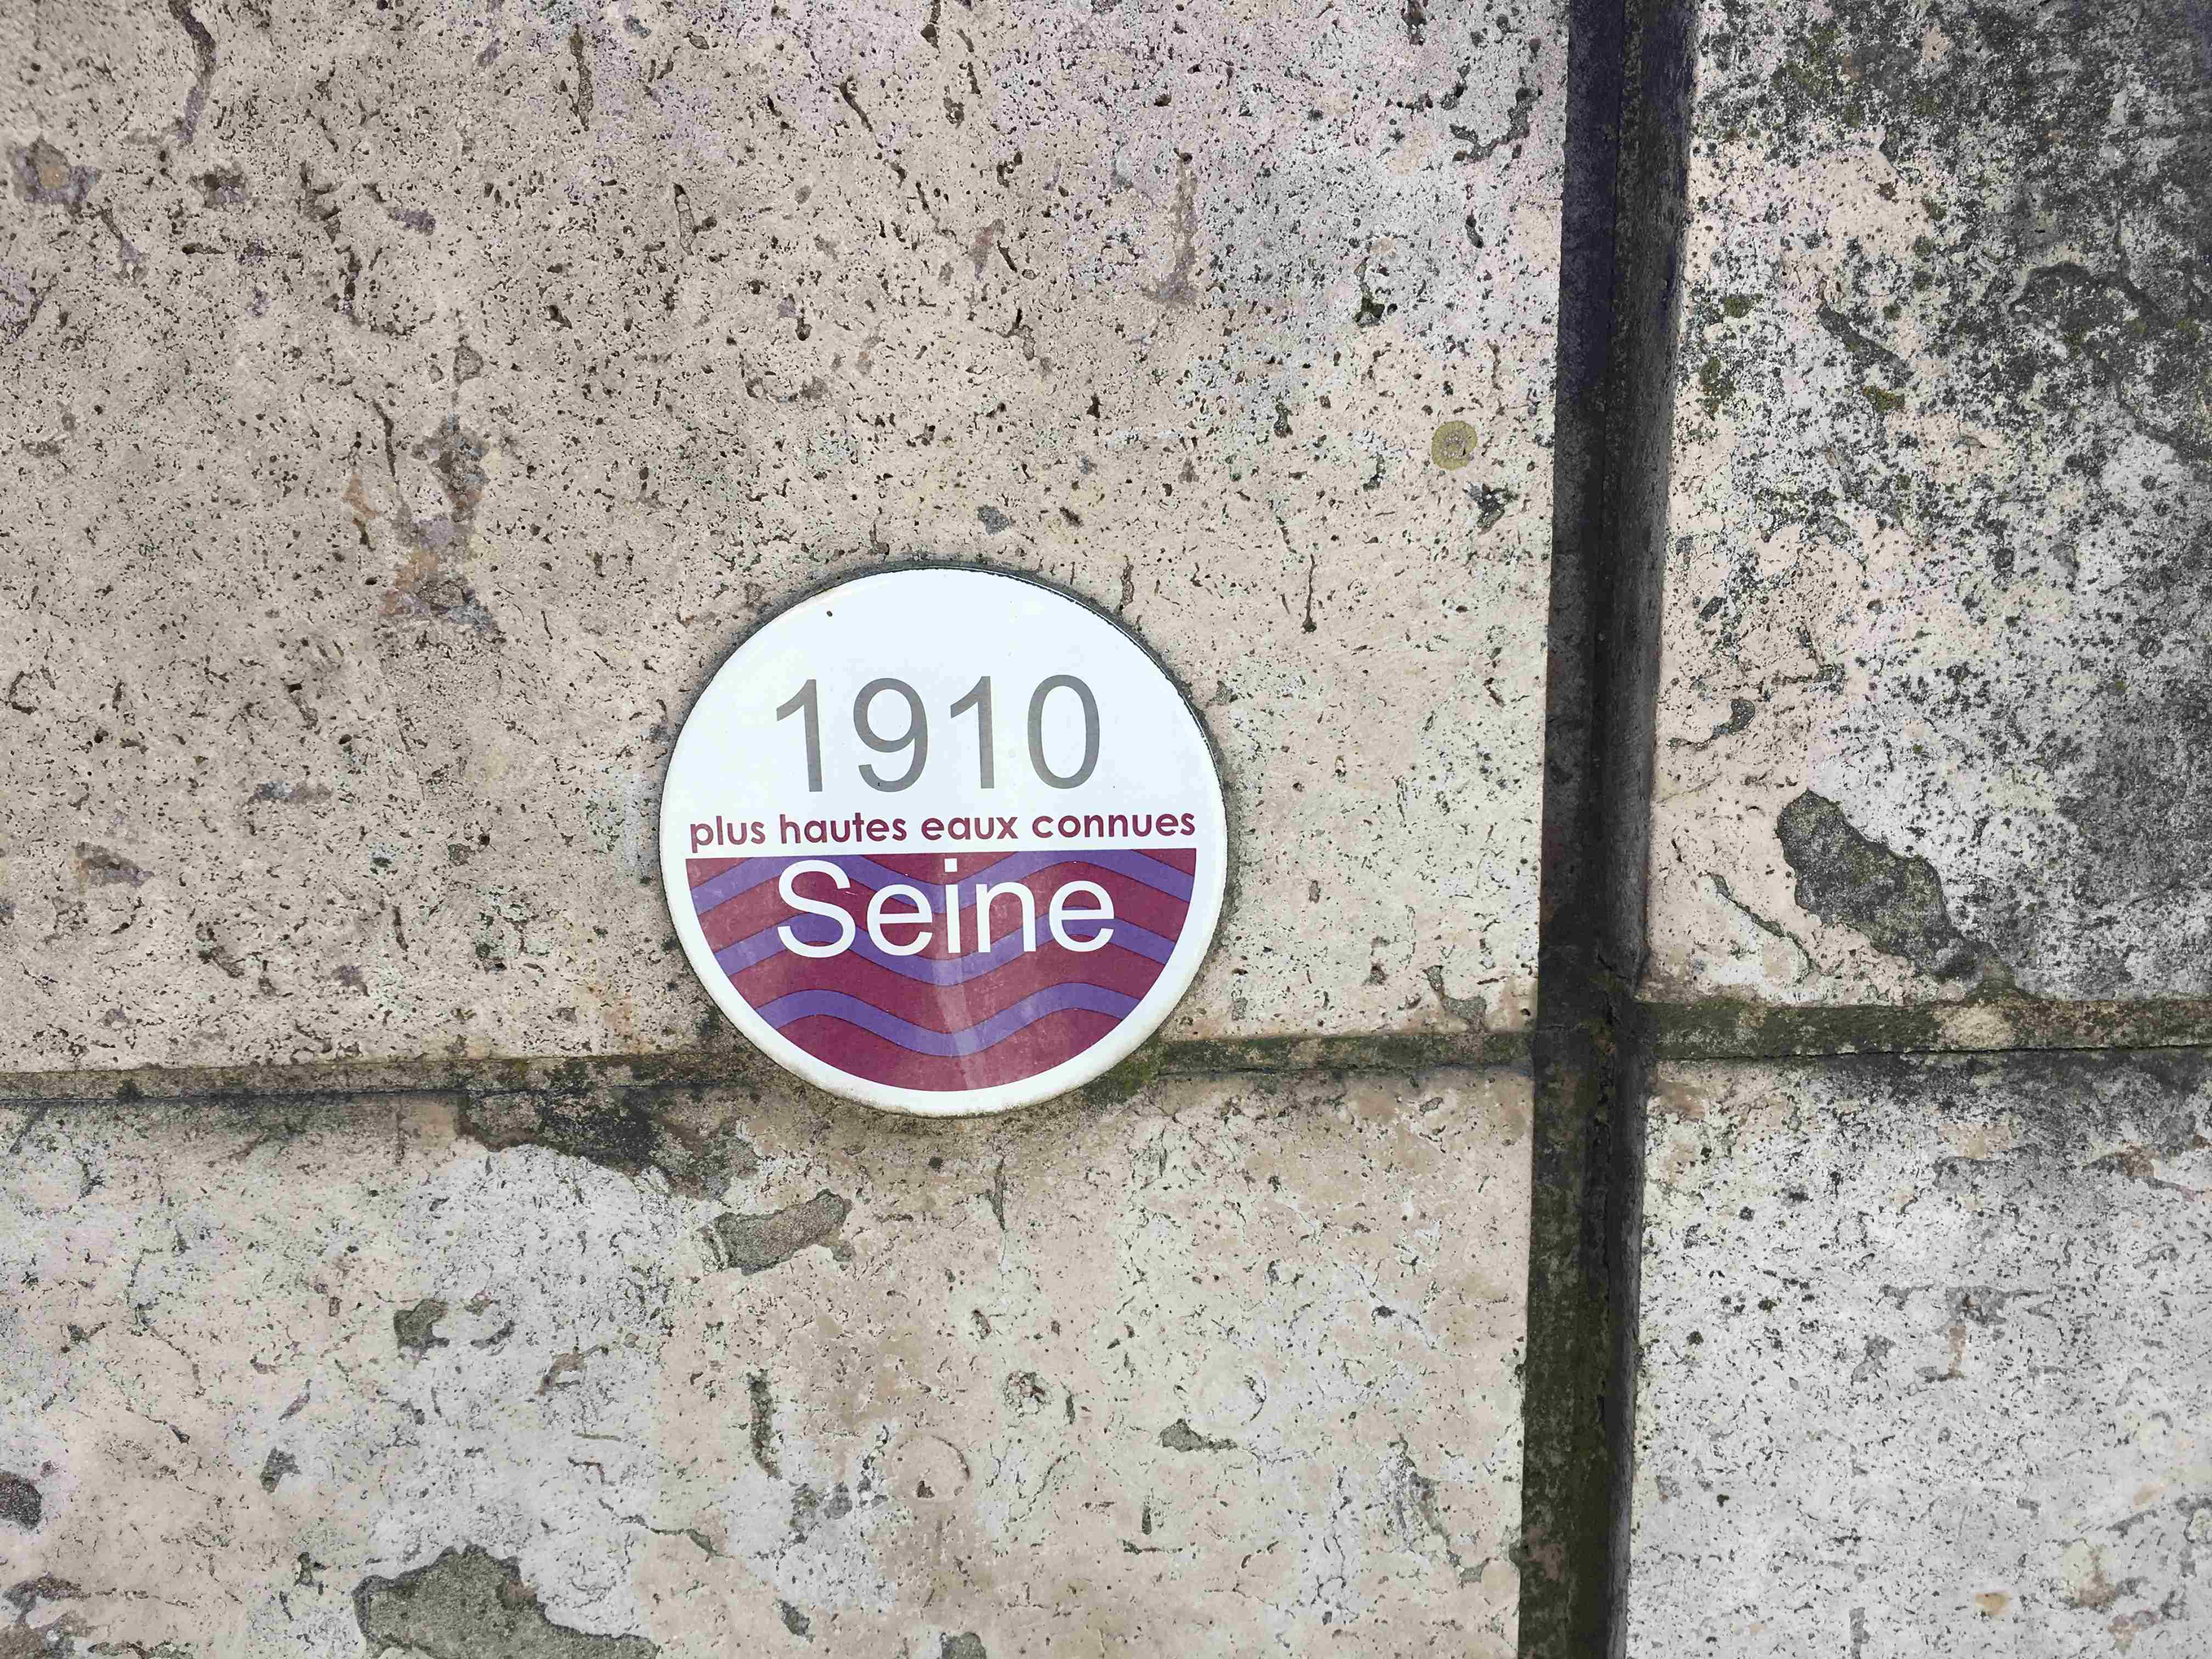 1910
plus hautes eaux connues
Seine